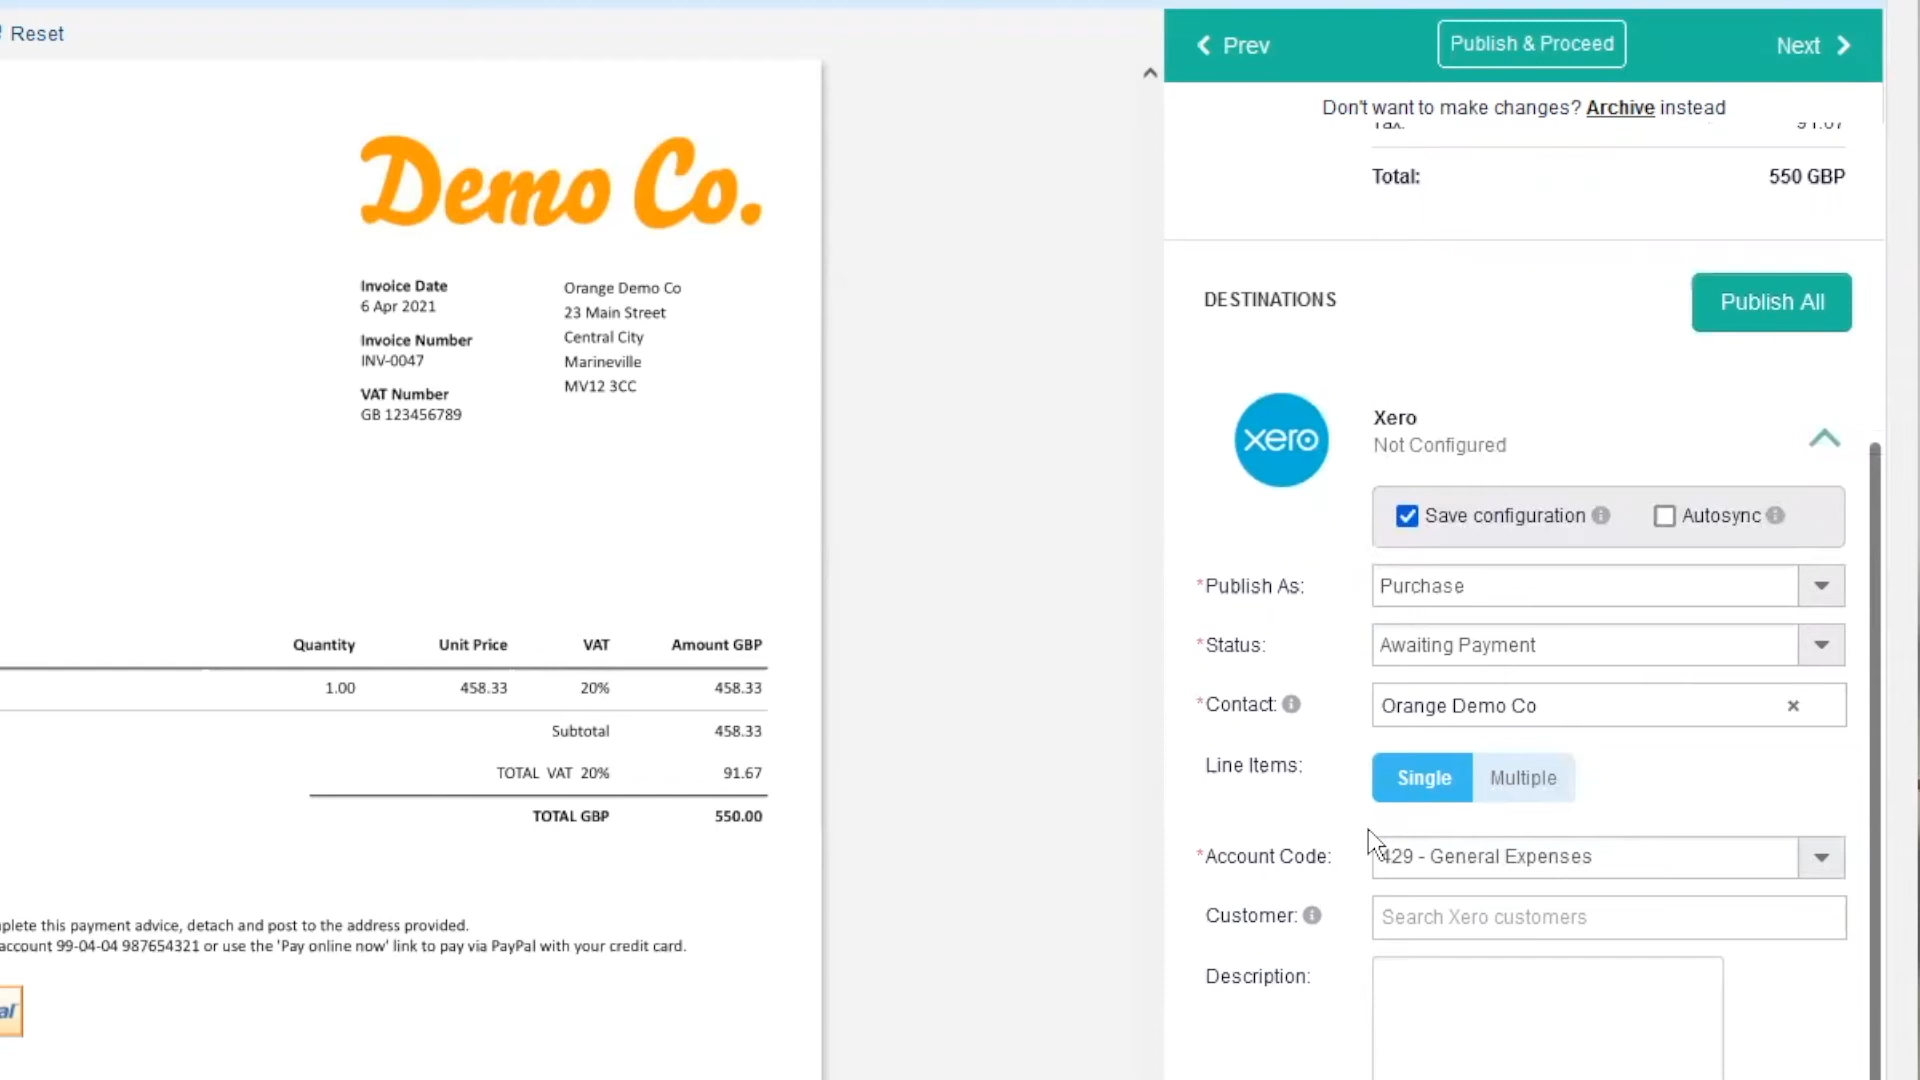 Reset
Demo Co.
Invoice Date
6 Apr 2021
Invoice Number
INV-0047
VAT Number
GB 123456789
Orange Demo Co
23 Main Street
Central City
Marineville
MV12 3CC
Quantity Unit Price VAT Amount GBP
1.00 458.33 20% 458.33
Subtotal 458.33
TOTAL VAT 20% 91.67
TOTAL GBP 550.00
plete this payment advice, detach and post to the address provided.
account 99-04-04 987654321 or use the 'Pay online now' link to pay via PayPal with your credit card.
al
Prev
Publish & Proceed
Next
Don't want to make changes? Archive instead
Tax: 91.67
Total: 550 GBP
DESTINATIONS
Publish All
xero
Xero
Not Configured
Save configuration
Autosync
*Publish As: Purchase
*Status: Awaiting Payment
*Contact: Orange Demo Co
Line Items: Single Multiple
*Account Code: 429 - General Expenses
Customer: Search Xero customers
Description: